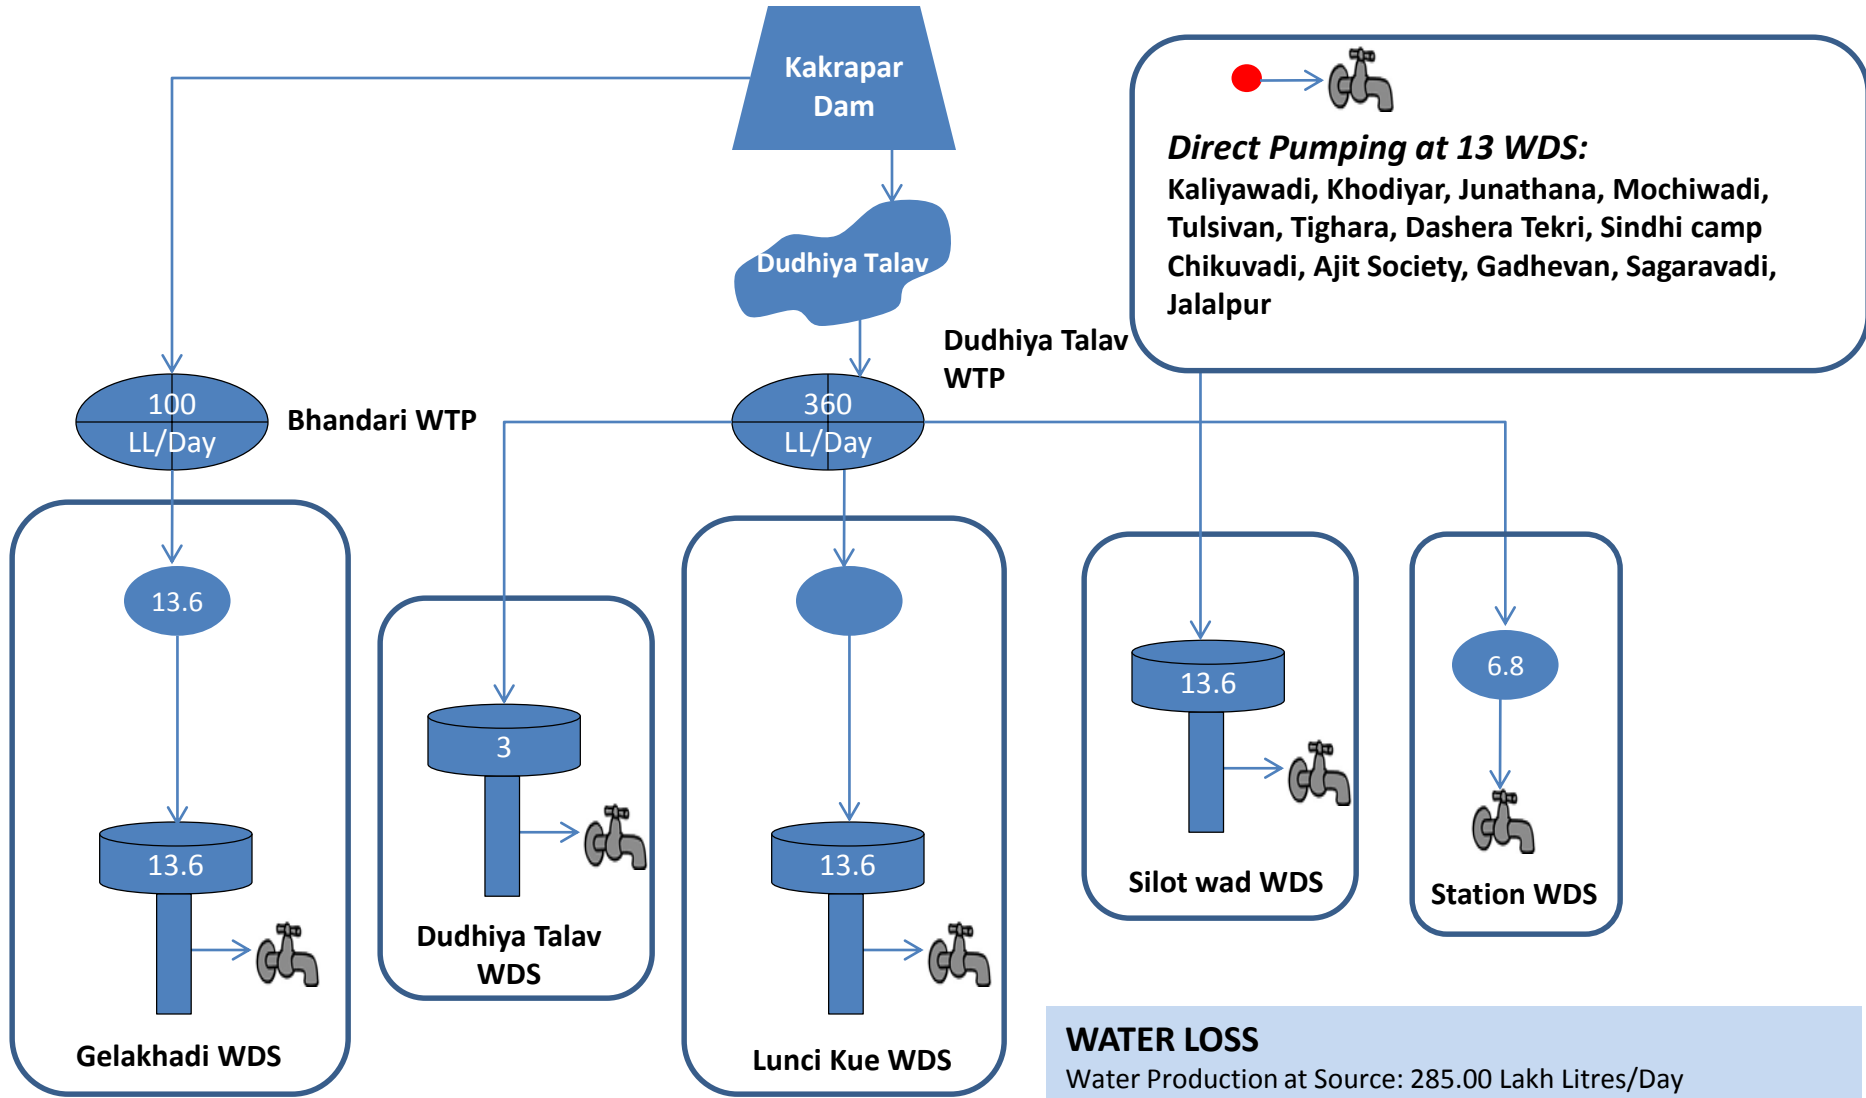 Kakrapar
Dam
Direct Pumping at 13 WDS:
Kaliyawadi, Khodiyar, Junathana, Mochiwadi,
Tulsivan, Tighara, Dashera Tekri, Sindhi camp
Chikuvadi, Ajit Society, Gadhevan, Sagaravadi,
Jalalpur
Dudhiya Talav
Dudhiya Talav
WTP
100
LL/Day
Bhandari WTP
360
LL/Day
13.6
13.6
Gelakhadi WDS
3
Dudhiya Talav
WDS
13.6
Lunci Kue WDS
13.6
Silot wad WDS
6.8
Station WDS
WATER LOSS
Water Production at Source: 285.00 Lakh Litres/Day